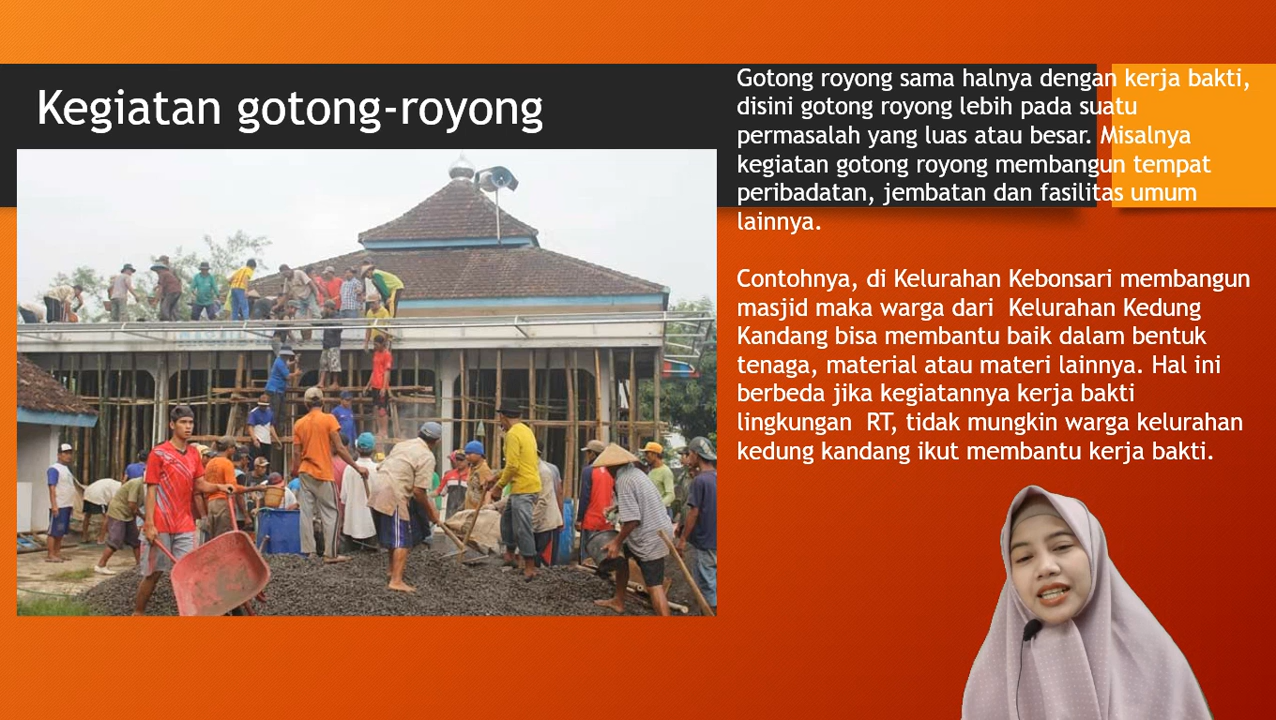 Kegiatan gotong-royong
Gotong royong sama halnya dengan kerja bakti,
disini gotong royong lebih pada suatu
permasalah yang luas atau besar. Misalnya
kegiatan gotong royong membangun tempat
peribadatan, jembatan dan fasilitas umum
lainnya.
Contohnya, di Kelurahan Kebonsari membangun
masjid maka warga dari  Kelurahan Kedung
Kandang bisa membantu baik dalam bentuk
tenaga, material atau materi lainnya. Hal ini
berbeda jika kegiatannya kerja bakti
lingkungan  RT, tidak mungkin warga kelurahan
kedung kandang ikut membantu kerja bakti.